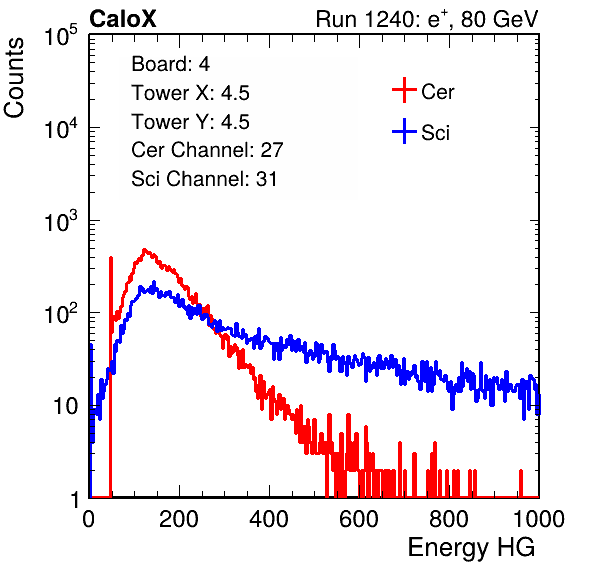 CaloX Run 1240: e⁺, 80 GeV
Counts
Board: 4
Tower X: 4.5
Tower Y: 4.5
Cer Channel: 27
Sci Channel: 31
Cer
Sci
10⁵
10⁴
10³
10²
10
1
0 200 400 600 800 1000
Energy HG